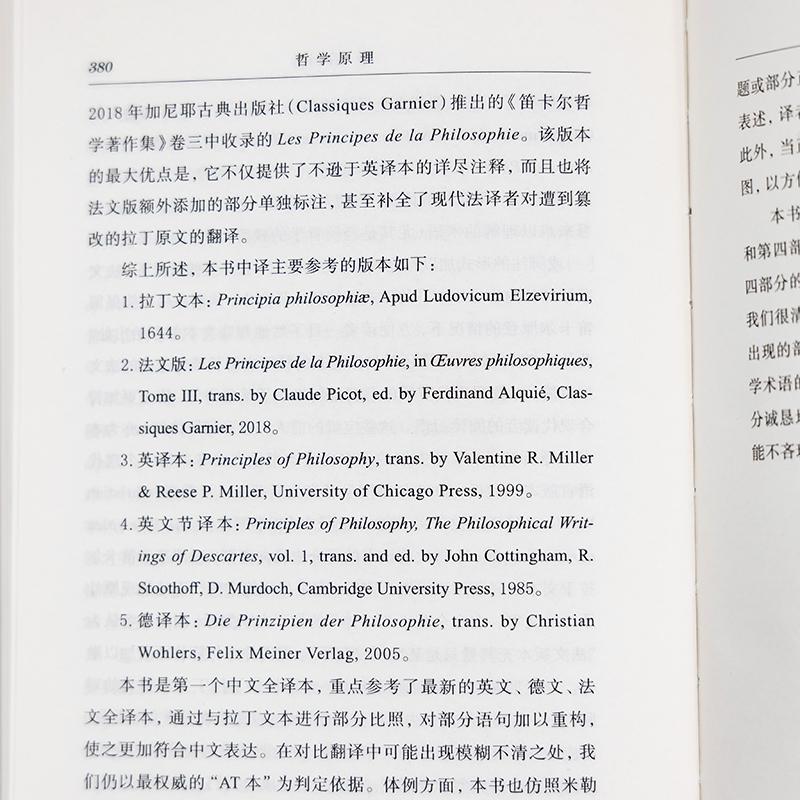 380 哲学原理
2018年加尼耶古典出版社(Classiques Garnier)推出的《笛卡尔哲
学著作集》卷三中收录的 Les Principes de la Philosophie。该版本
的最大优点是，它不仅提供了不逊于英译本的详尽注释，而且也将
法文版额外添加的部分单独标注，甚至补全了现代法译者对遭到篡
改的拉丁原文的翻译。
综上所述，本书中译主要参考的版本如下：
1. 拉丁文本：Principia philosophiæ, Apud Ludovicum Elzevirium,
1644。
2. 法文版：Les Principes de la Philosophie, in Œuvres philosophiques,
Tome III, trans. by Claude Picot, ed. by Ferdinand Alquié, Clas-
siques Garnier, 2018。
3. 英译本：Principles of Philosophy, trans. by Valentine R. Miller
& Reese P. Miller, University of Chicago Press, 1999。
4. 英文节译本：Principles of Philosophy, The Philosophical Writ-
ings of Descartes, vol. 1, trans. and ed. by John Cottingham, R.
Stoothoff, D. Murdoch, Cambridge University Press, 1985。
5. 德译本：Die Prinzipien der Philosophie, trans. by Christian
Wohlers, Felix Meiner Verlag, 2005。
本书是第一个中文全译本，重点参考了最新的英文、德文、法
文全译本，通过与拉丁文本进行部分比照，对部分语句加以重构，
使之更加符合中文表达。在对比翻译中可能出现模糊不清之处，我
们仍以最权威的“AT本”为判定依据。体例方面，本书也仿照米勒
题或部分
表述，译
此外，当
图，以方
本书
和第四部
四部分的
我们很清
出现的部
学术语的
分诚恳
能不吝